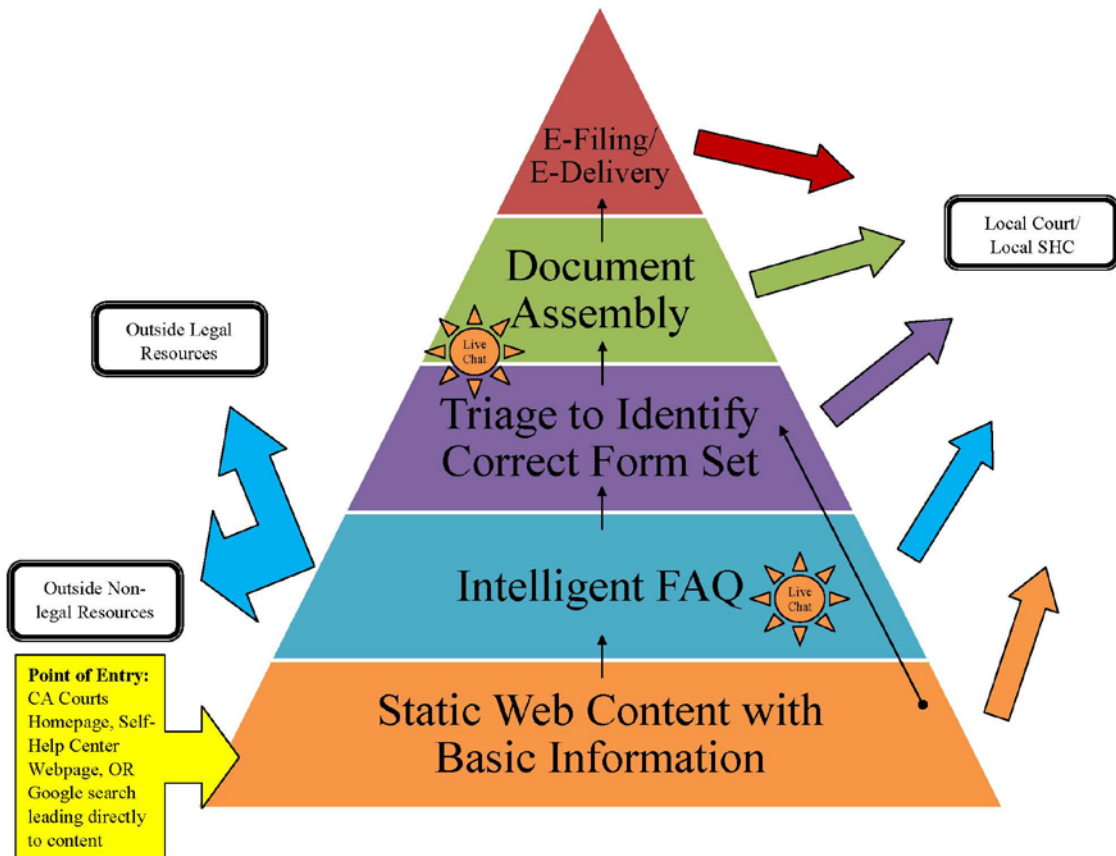 E-Filing/
E-Delivery
Document
Assembly
Live
Chat
Triage to Identify
Correct Form Set
Intelligent FAQ
Live
Chat
Static Web Content with
Basic Information
Local Court/
Local SHC
Outside Legal
Resources
Outside Non-
legal Resources
Point of Entry:
CA Courts
Homepage, Self-
Help Center
Webpage, OR
Google search
leading directly
to content